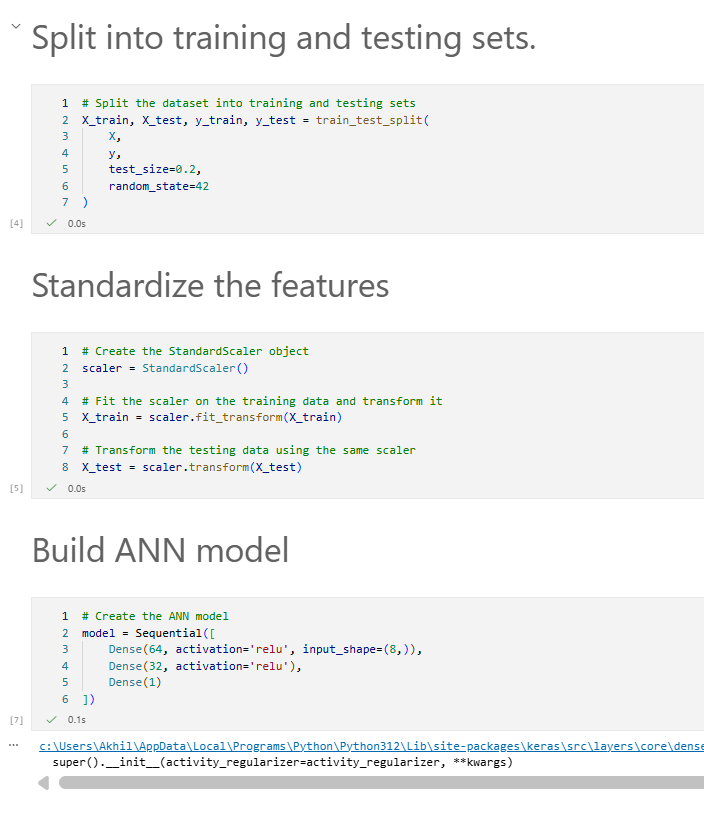 Split into training and testing sets.
1 # Split the dataset into training and testing sets
2 X_train, X_test, y_train, y_test = train_test_split(
3     X,
4     y,
5     test_size=0.2,
6     random_state=42
7 )
[4] ✓ 0.0s
Standardize the features
1 # Create the StandardScaler object
2 scaler = StandardScaler()
3
4 # Fit the scaler on the training data and transform it
5 X_train = scaler.fit_transform(X_train)
6
7 # Transform the testing data using the same scaler
8 X_test = scaler.transform(X_test)
[5] ✓ 0.0s
Build ANN model
1 # Create the ANN model
2 model = Sequential([
3     Dense(64, activation='relu', input_shape=(8,)),
4     Dense(32, activation='relu'),
5     Dense(1)
6 ])
[7] ✓ 0.1s
... c:\Users\Akhil\AppData\Local\Programs\Python\Python312\Lib\site-packages\keras\src\layers\core\dense
super().__init__(activity_regularizer=activity_regularizer, **kwargs)